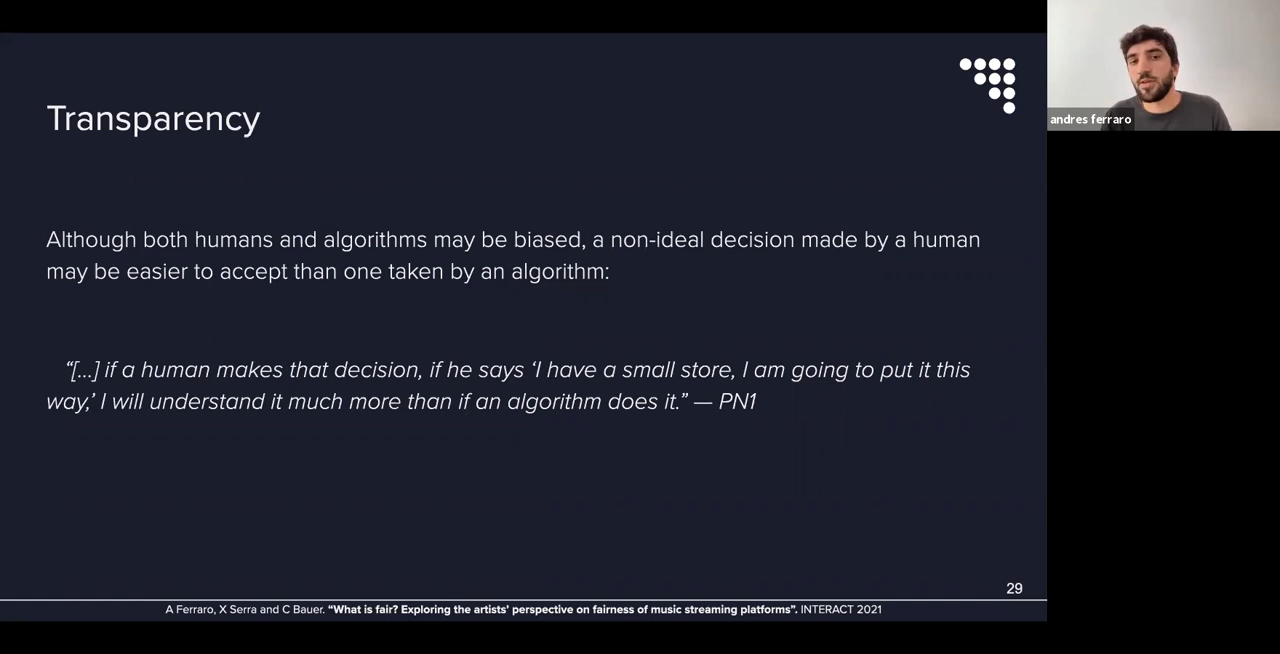 Transparency
Although both humans and algorithms may be biased, a non-ideal decision made by a human
may be easier to accept than one taken by an algorithm:
“[...] if a human makes that decision, if he says ‘I have a small store, I am going to put it this
way,’ I will understand it much more than if an algorithm does it.” — PN1
29
A Ferraro, X Serra and C Bauer. “What is fair? Exploring the artists’ perspective on fairness of music streaming platforms”. INTERACT 2021
andres ferraro